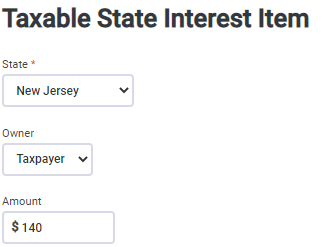 Taxable State Interest Item
State *
New Jersey
Owner
Taxpayer
Amount
$ 140